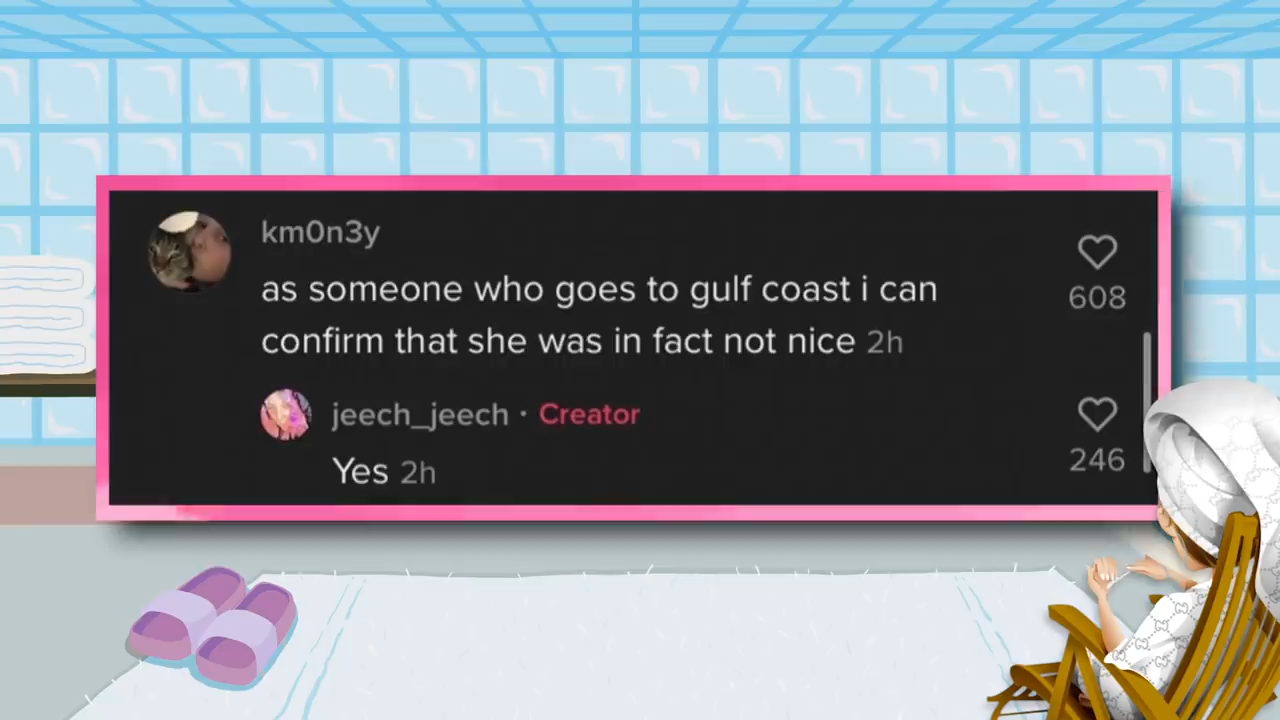 km0n3y
as someone who goes to gulf coast i can
confirm that she was in fact not nice 2h
608
jeech_jeech · Creator
Yes 2h
246